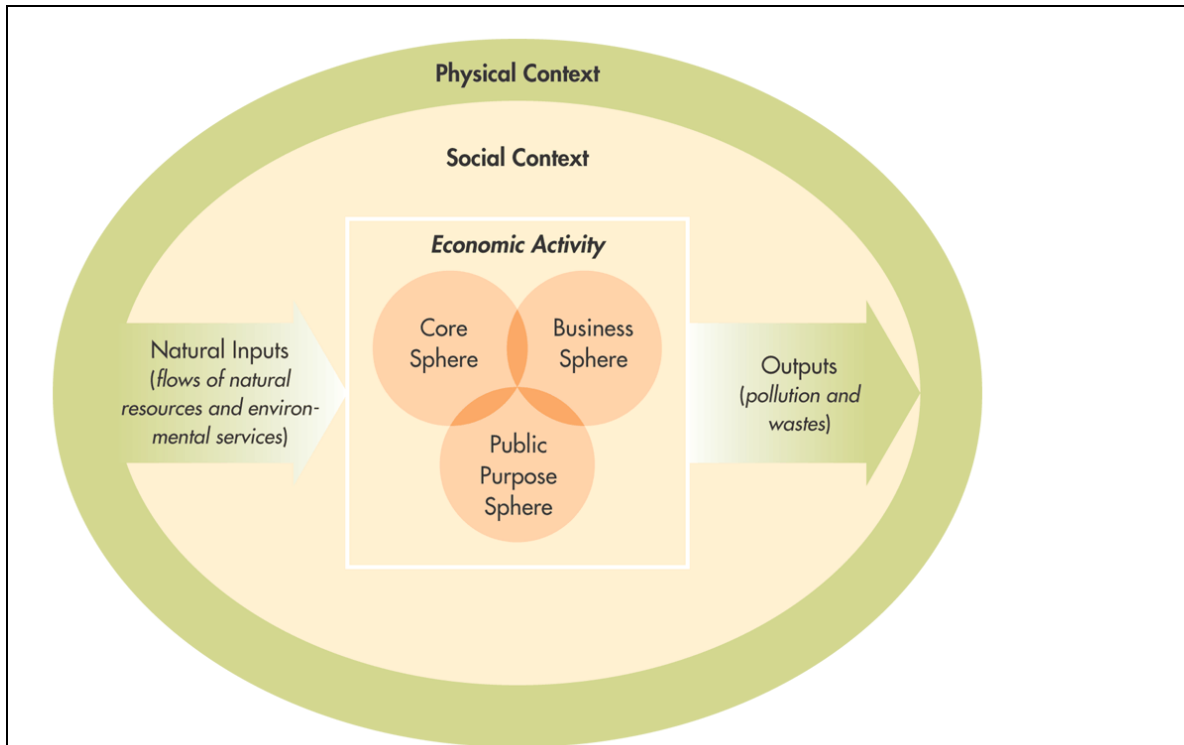 Physical Context
Social Context
Economic Activity
Core
Sphere
Business
Sphere
Public
Purpose
Sphere
Natural Inputs
(flows of natural
resources and environ-
mental services)
Outputs
(pollution and
wastes)